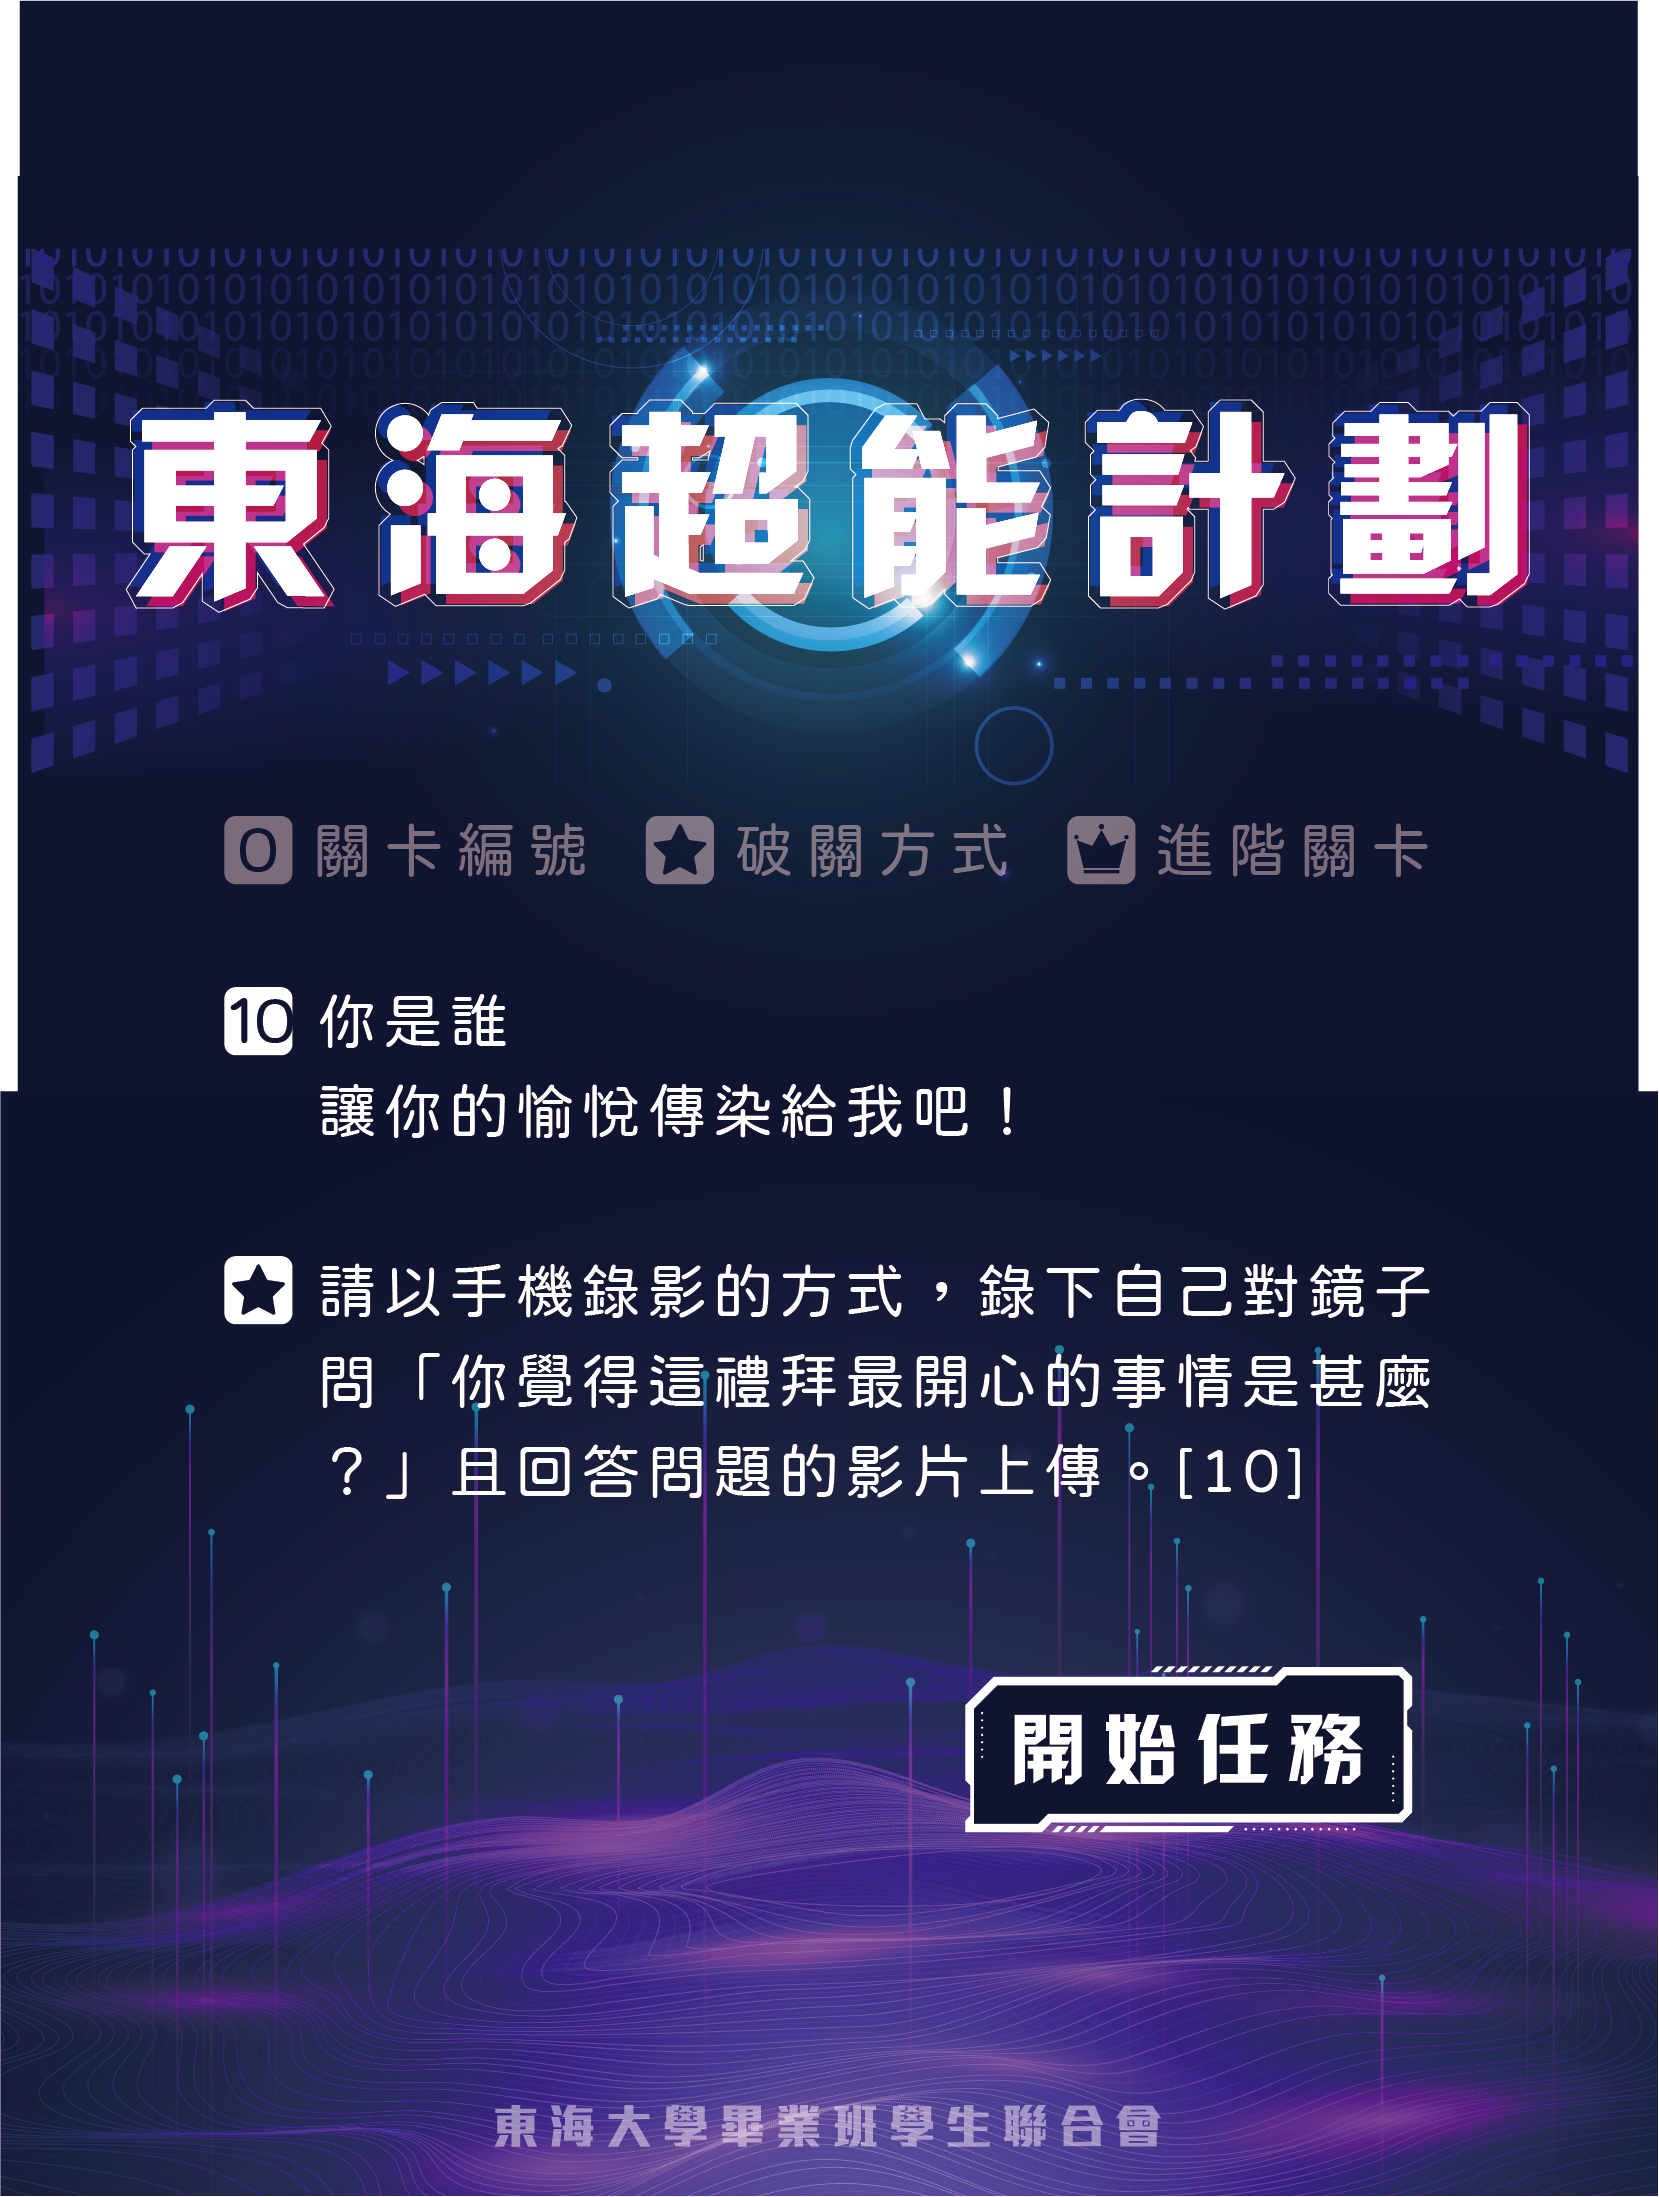 東海超能計劃
0 關卡編號 破關方式 進階關卡
10 你是誰
讓你的愉悅傳染給我吧！
請以手機錄影的方式，錄下自己對鏡子
問「你覺得這禮拜最開心的事情是甚麼
？」且回答問題的影片上傳。[10]
開始任務
東海大學畢業班學生聯合會